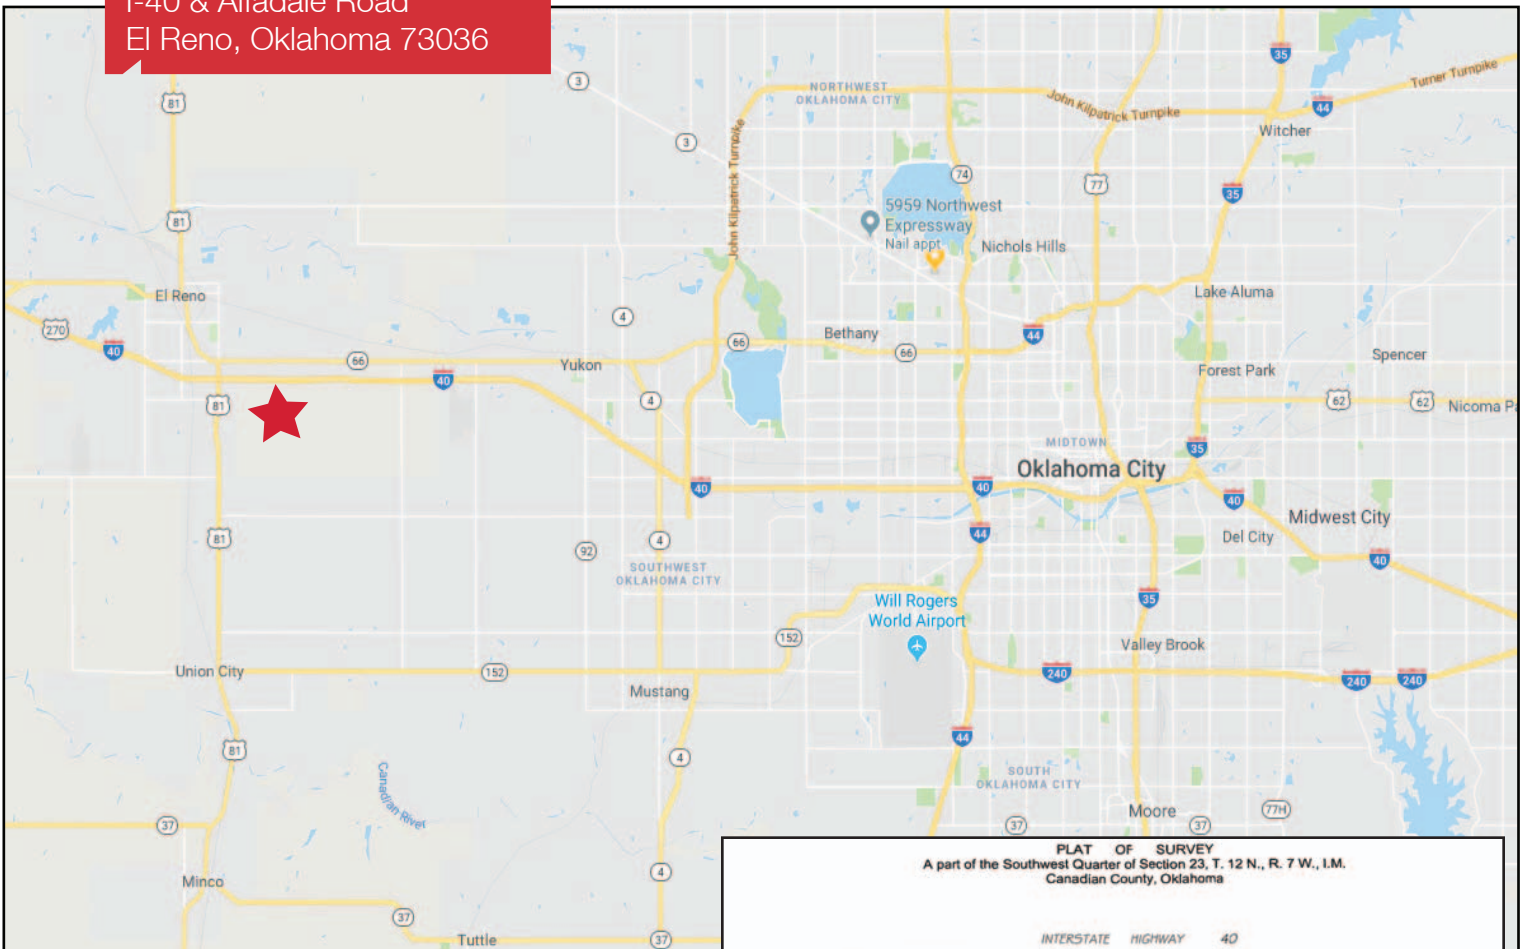 I-40 & Alfadale Road
El Reno, Oklahoma 73036
3
81
NORTHWEST
OKLAHOMA CITY
John Kilpatrick Turnpike
35
Turner Turnpike
44
Witcher
3
John Kilpatrick Turnpike
74
77
35
81
5959 Northwest
Expressway
Nail appt
Nichols Hills
El Reno
Lake Aluma
270
40
4
66
Bethany
66
44
Spencer
66
Yukon
40
Forest Park
81
4
62
62
Nicoma Pa
MIDTOWN
Oklahoma City
35
40
40
40
Midwest City
44
Del City
81
92
4
40
SOUTHWEST
OKLAHOMA CITY
Will Rogers
World Airport
35
152
Valley Brook
Union City
152
240
240
240
Mustang
44
81
4
Canadian River
SOUTH
OKLAHOMA CITY
Moore
77H
37
37
37
PLAT OF SURVEY
A part of the Southwest Quarter of Section 23, T. 12 N., R. 7 W., I.M.
Canadian County, Oklahoma
4
Minco
37
Tuttle
37
INTERSTATE HIGHWAY 40